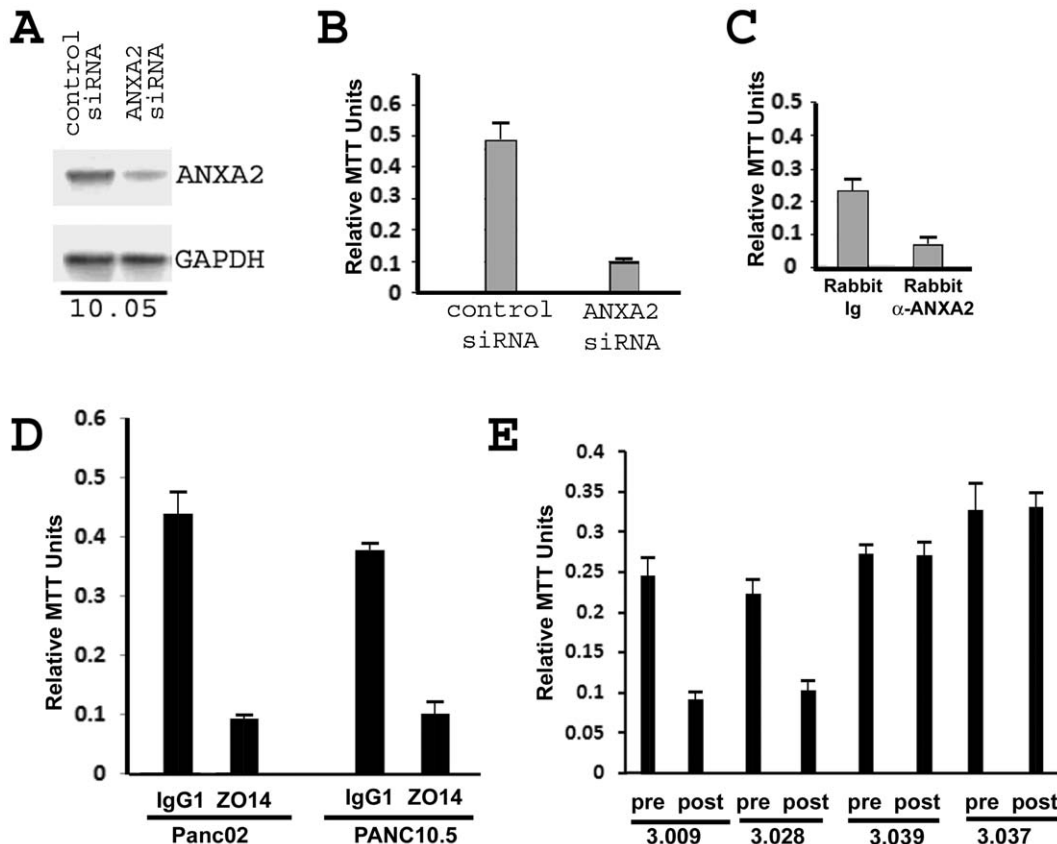 A
control
siRNA
ANXA2
siRNA
ANXA2
GAPDH
10.05
B
Relative MTT Units
0.6
0.5
0.4
0.3
0.2
0.1
0
control
siRNA
ANXA2
siRNA
C
Relative MTT Units
0.5
0.4
0.3
0.2
0.1
0
Rabbit
Ig
Rabbit
α-ANXA2
D
Relative MTT Units
0.6
0.5
0.4
0.3
0.2
0.1
0
IgG1 ZO14 IgG1 ZO14
Panc02 PANC10.5
E
Relative MTT Units
0.4
0.35
0.3
0.25
0.2
0.15
0.1
0.05
0
pre post pre post pre post pre post
3.009 3.028 3.039 3.037